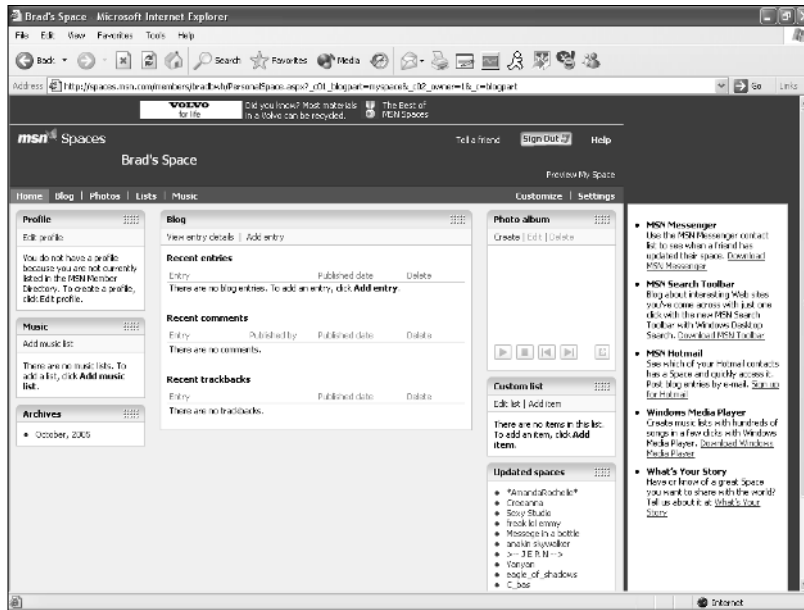 Brad's Space Microsoft Internet Explorer
File Edit View Favorites Tools Help
Back Search Favorites Media
Address http://spaces.msn.com/members/bradbwh/PersonalSpace.aspx?_c01_blogpart=myspace&_c02_owner=1&_c=blogpart Go Links
VOLVO
for life
Did you know? Most materials
in a Volvo can be recycled.
The Best of
MSN Spaces
msn Spaces
Tell a friend Sign Out Help
Brad's Space
Preview My Space
Home Blog | Photos | Lists | Music Customize | Settings
Profile
Edit profile
You do not have a profile
because you are not currently
listed in the MSN Member
Directory. To create a profile,
click Edit profile.
Music
Add music list
There are no music lists. To
add a list, click Add music
list.
Archives
October, 2005
Blog
View entry details | Add entry
Recent entries
Entry Published date Delete
There are no blog entries. To add an entry, click Add entry.
Recent comments
Entry Published by Published date Delete
There are no comments.
Recent trackbacks
Entry Published date Delete
There are no trackbacks.
Photo album
Create | Edit | Delete
Custom list
Edit list | Add item
There are no items in this list.
To add an item, click Add
item.
Updated spaces
*AmandaRochelle*
Creeanna
Sexy Studio
freak lol emmy
Message in a bottle
anakin skywalker
>-- J E R N -->
Yanyan
eagle_of_shadows
C_bas
MSN Messenger
Use the MSN Messenger contact
list to see when a friend has
updated their space. Download
MSN Messenger
MSN Search Toolbar
Blog about interesting Web sites
you've come across with just one
click with the new MSN Search
Toolbar with Windows Desktop
Search. Download MSN Toolbar
MSN Hotmail
See which of your Hotmail contacts
has a Space and quickly access it.
Post blog entries by e-mail. Sign up
for Hotmail
Windows Media Player
Create music lists with hundreds of
songs in a few clicks with Windows
Media Player. Download Windows
Media Player
What's Your Story
Have or know of a great Space
you want to share with the world?
Tell us about it at What's Your
Story
Internet